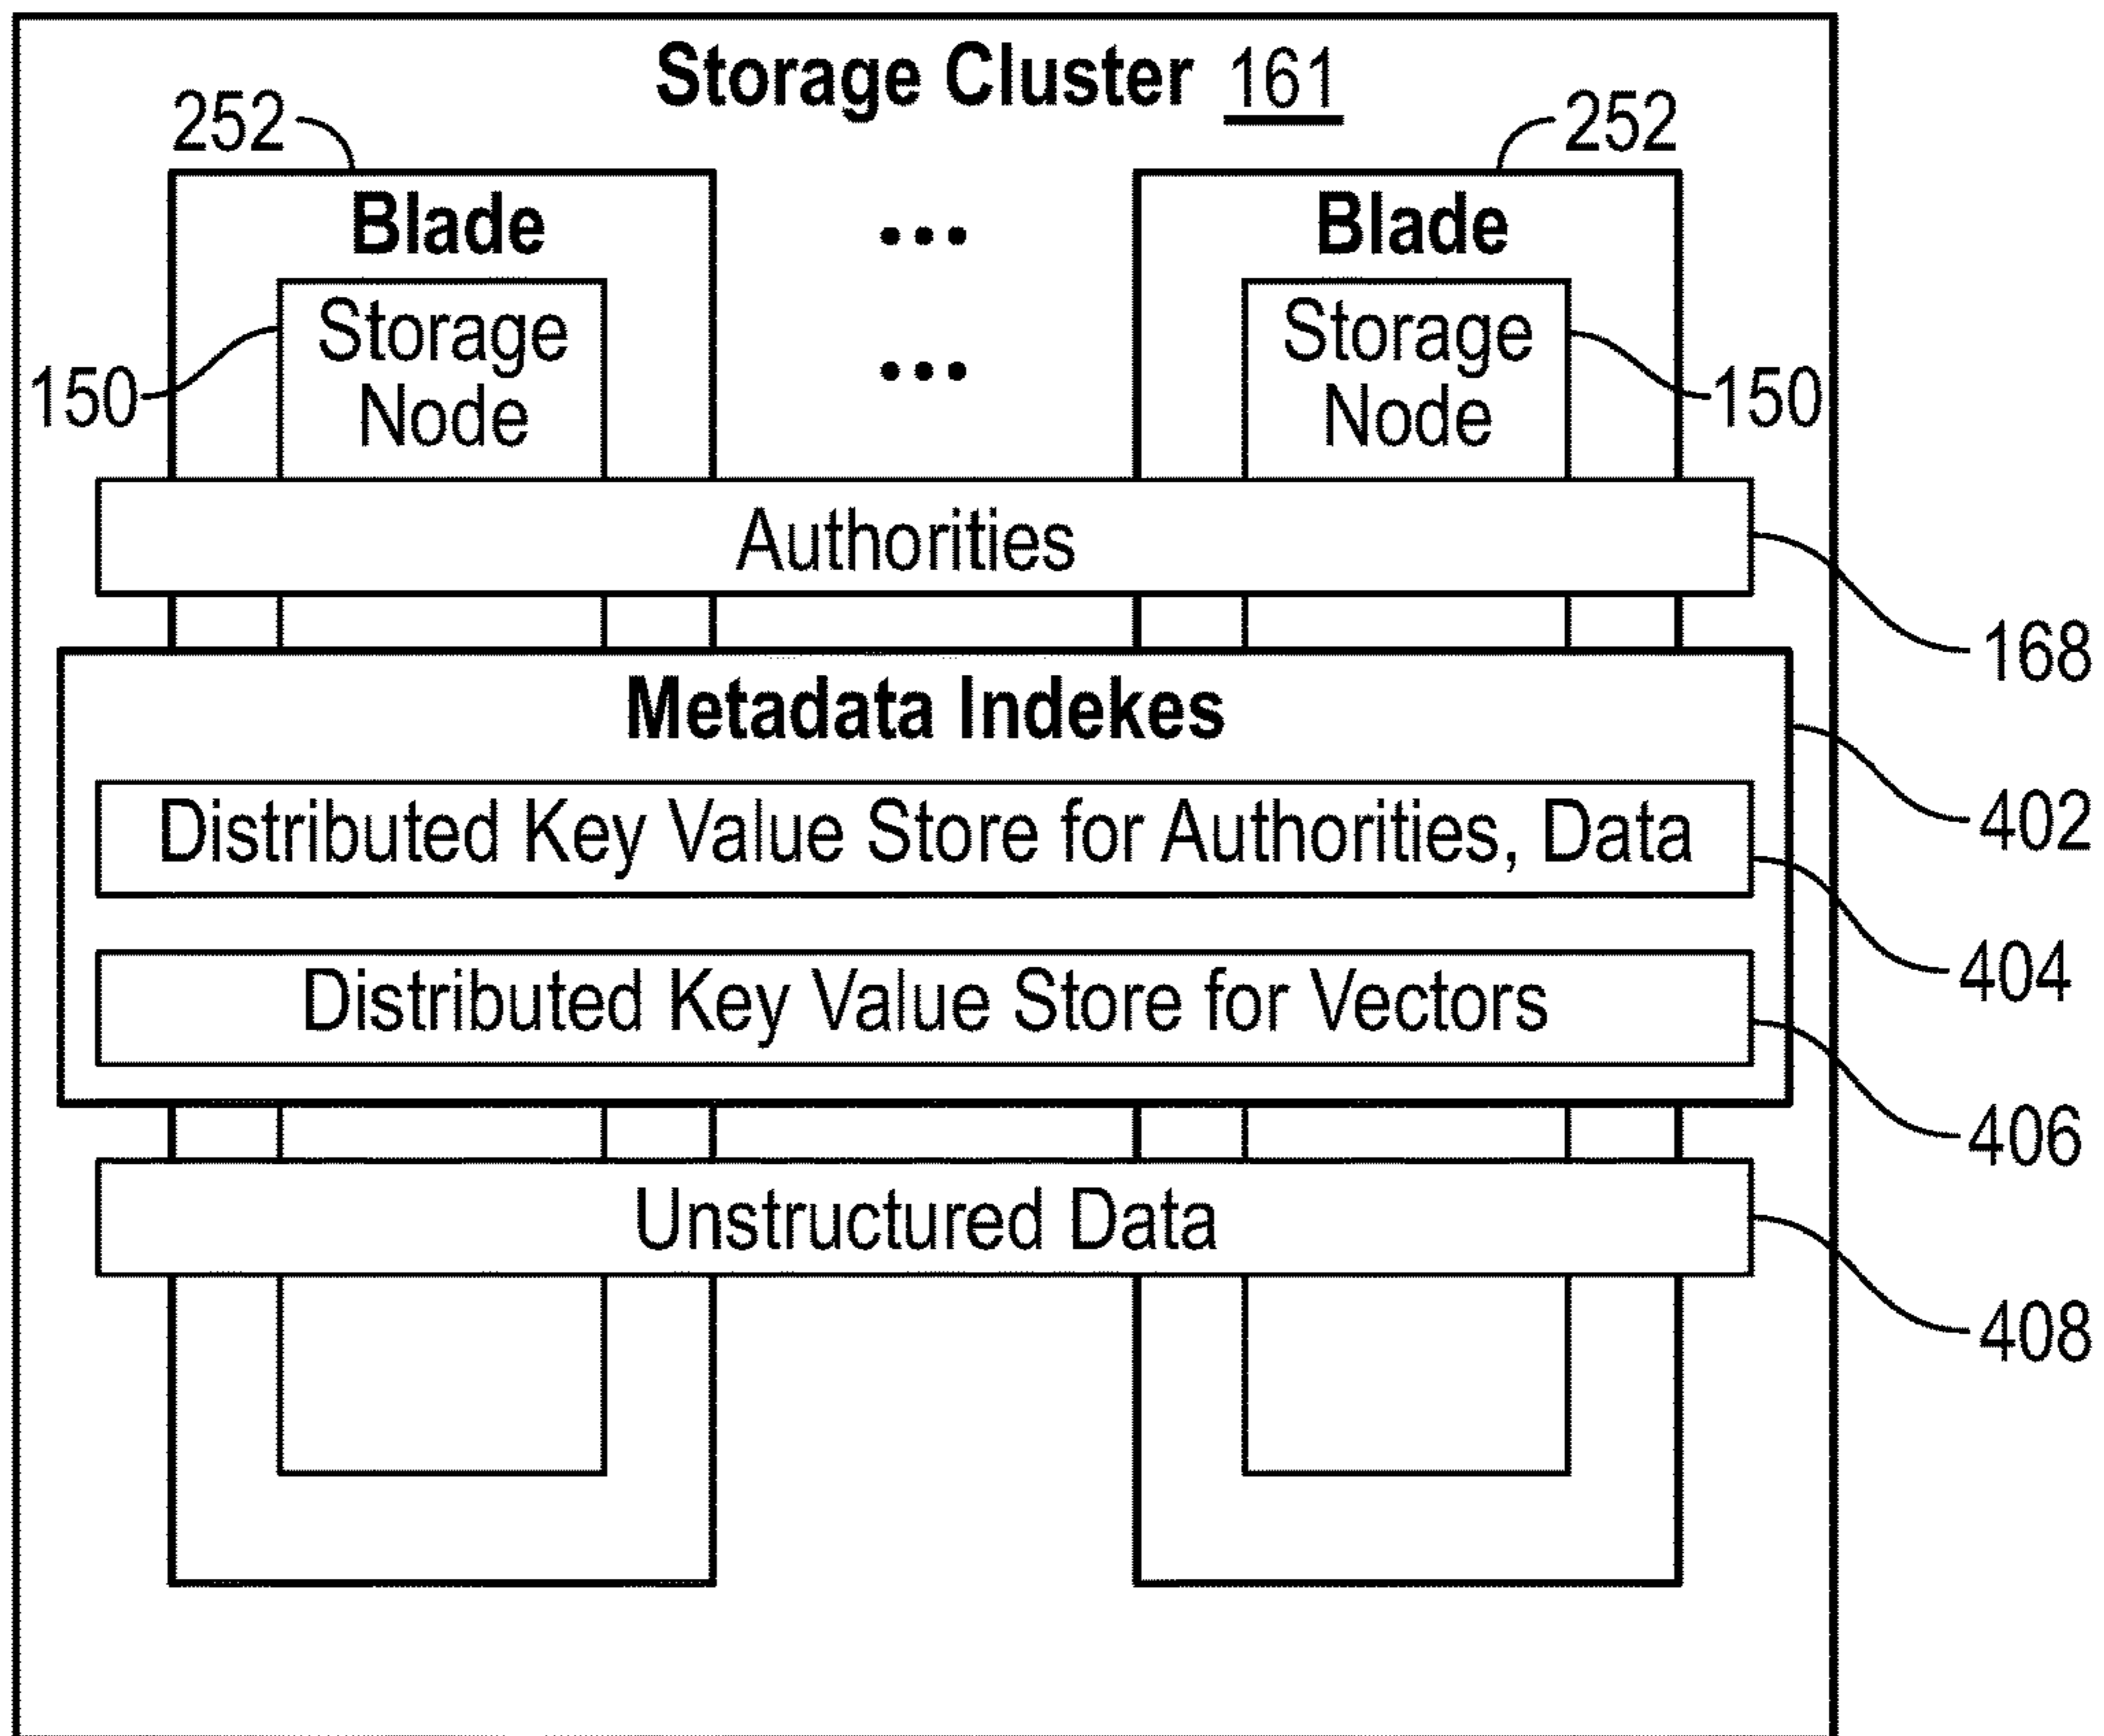 Storage Cluster 161
252
252
Blade
...
Blade
Storage
Node
...
Storage
Node
150
150
Authorities
168
Metadata Indekes
402
Distributed Key Value Store for Authorities, Data
404
Distributed Key Value Store for Vectors
406
Unstructured Data
408